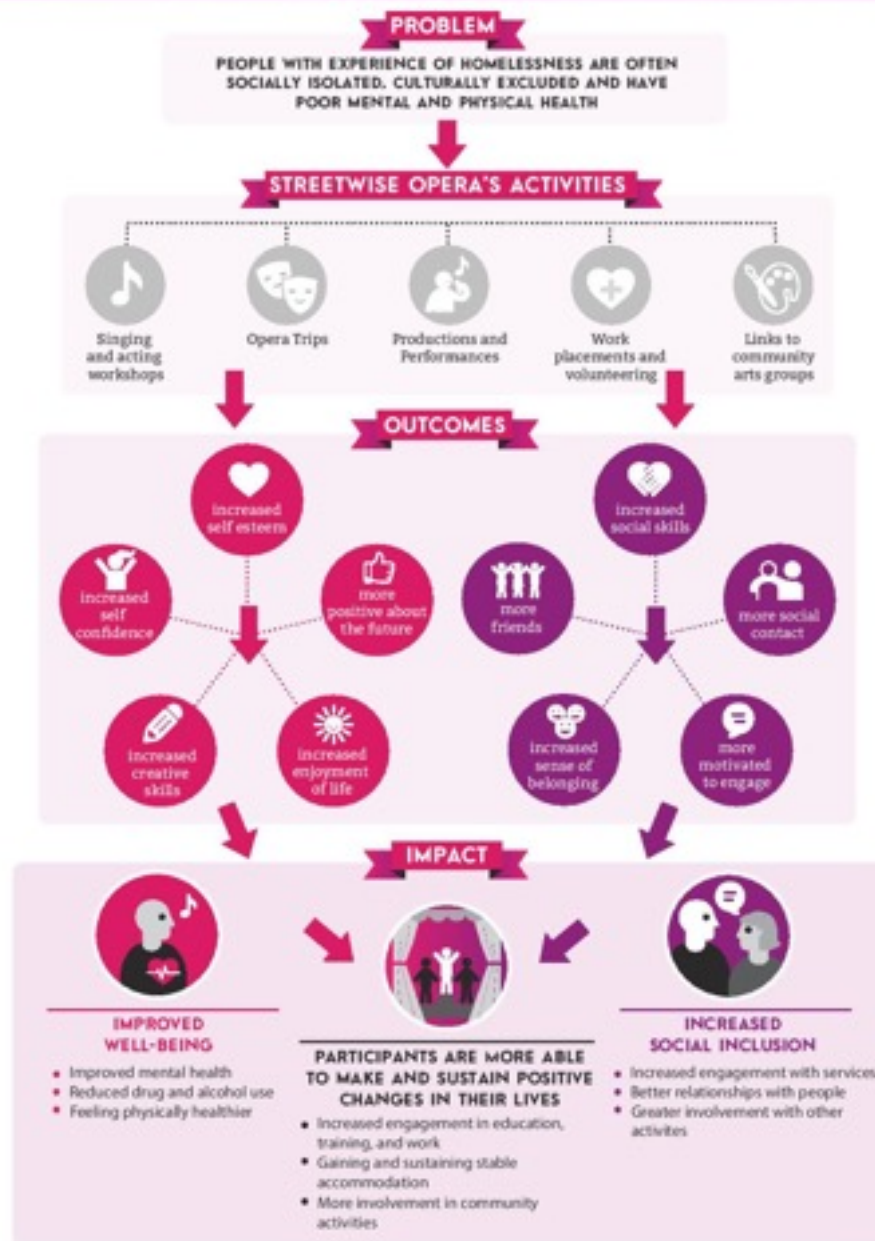 PROBLEM
PEOPLE WITH EXPERIENCE OF HOMELESSNESS ARE OFTEN
SOCIALLY ISOLATED, CULTURALLY EXCLUDED AND HAVE
POOR MENTAL AND PHYSICAL HEALTH
STREETWISE OPERA'S ACTIVITIES
Singing
and acting
workshops
Opera Trips
Productions and
Performances
Work
placements and
volunteering
Links to
community
arts groups
OUTCOMES
increased
self esteem
increased
self
confidence
more
positive about
the future
increased
creative
skills
increased
enjoyment
of life
increased
social skills
more
friends
more social
contact
increased
sense of
belonging
more
motivated
to engage
IMPACT
IMPROVED
WELL-BEING
• Improved mental health
• Reduced drug and alcohol use
• Feeling physically healthier
PARTICIPANTS ARE MORE ABLE
TO MAKE AND SUSTAIN POSITIVE
CHANGES IN THEIR LIVES
• Increased engagement in education,
training, and work
• Gaining and sustaining stable
accommodation
• More involvement in community
activities
INCREASED
SOCIAL INCLUSION
• Increased engagement with services
• Better relationships with people
• Greater involvement with other
activites